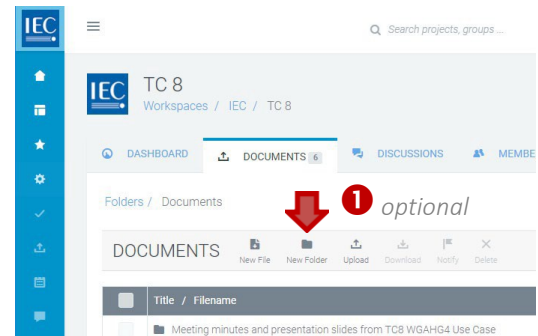 IEC
Search projects, groups ...
IEC
TC 8
Workspaces / IEC / TC 8
DASHBOARD DOCUMENTS 6 DISCUSSIONS MEMBE
Folders / Documents
1 optional
DOCUMENTS New File New Folder Upload Download Notify Delete
Title / Filename
Meeting minutes and presentation slides from TC8 WGAHG4 Use Case